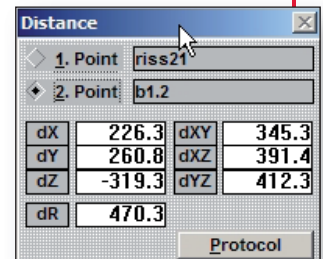 Distance
1. Point riss21
2. Point b1.2
dX 226.3 dXY 345.3
dY 260.8 dXZ 391.4
dZ -319.3 dYZ 412.3
dR 470.3
Protocol